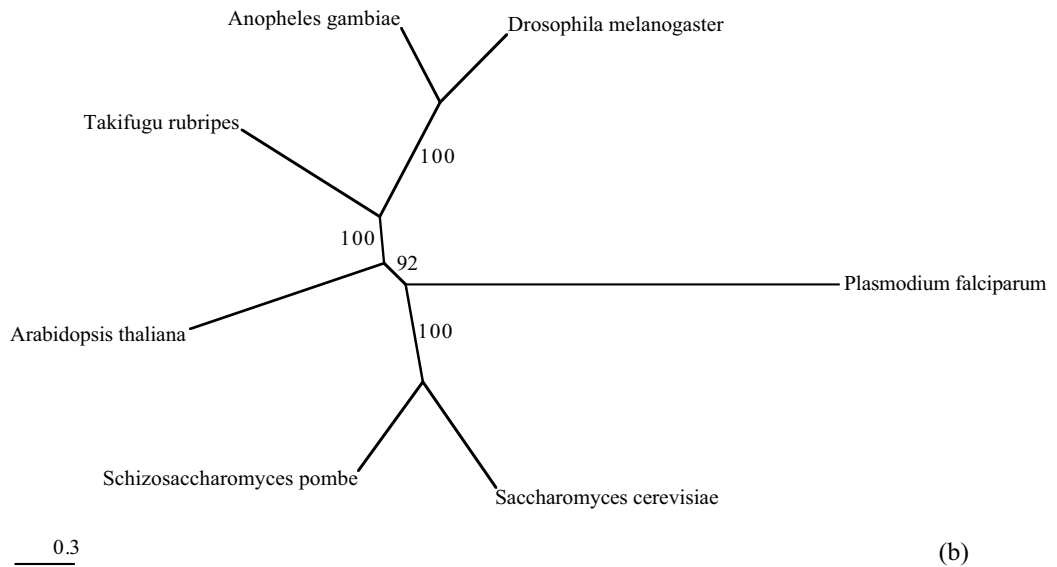 Anopheles gambiae
Drosophila melanogaster
Takifugu rubripes
100
100
92
Plasmodium falciparum
Arabidopsis thaliana
100
Schizosaccharomyces pombe
Saccharomyces cerevisiae
0.3
(b)